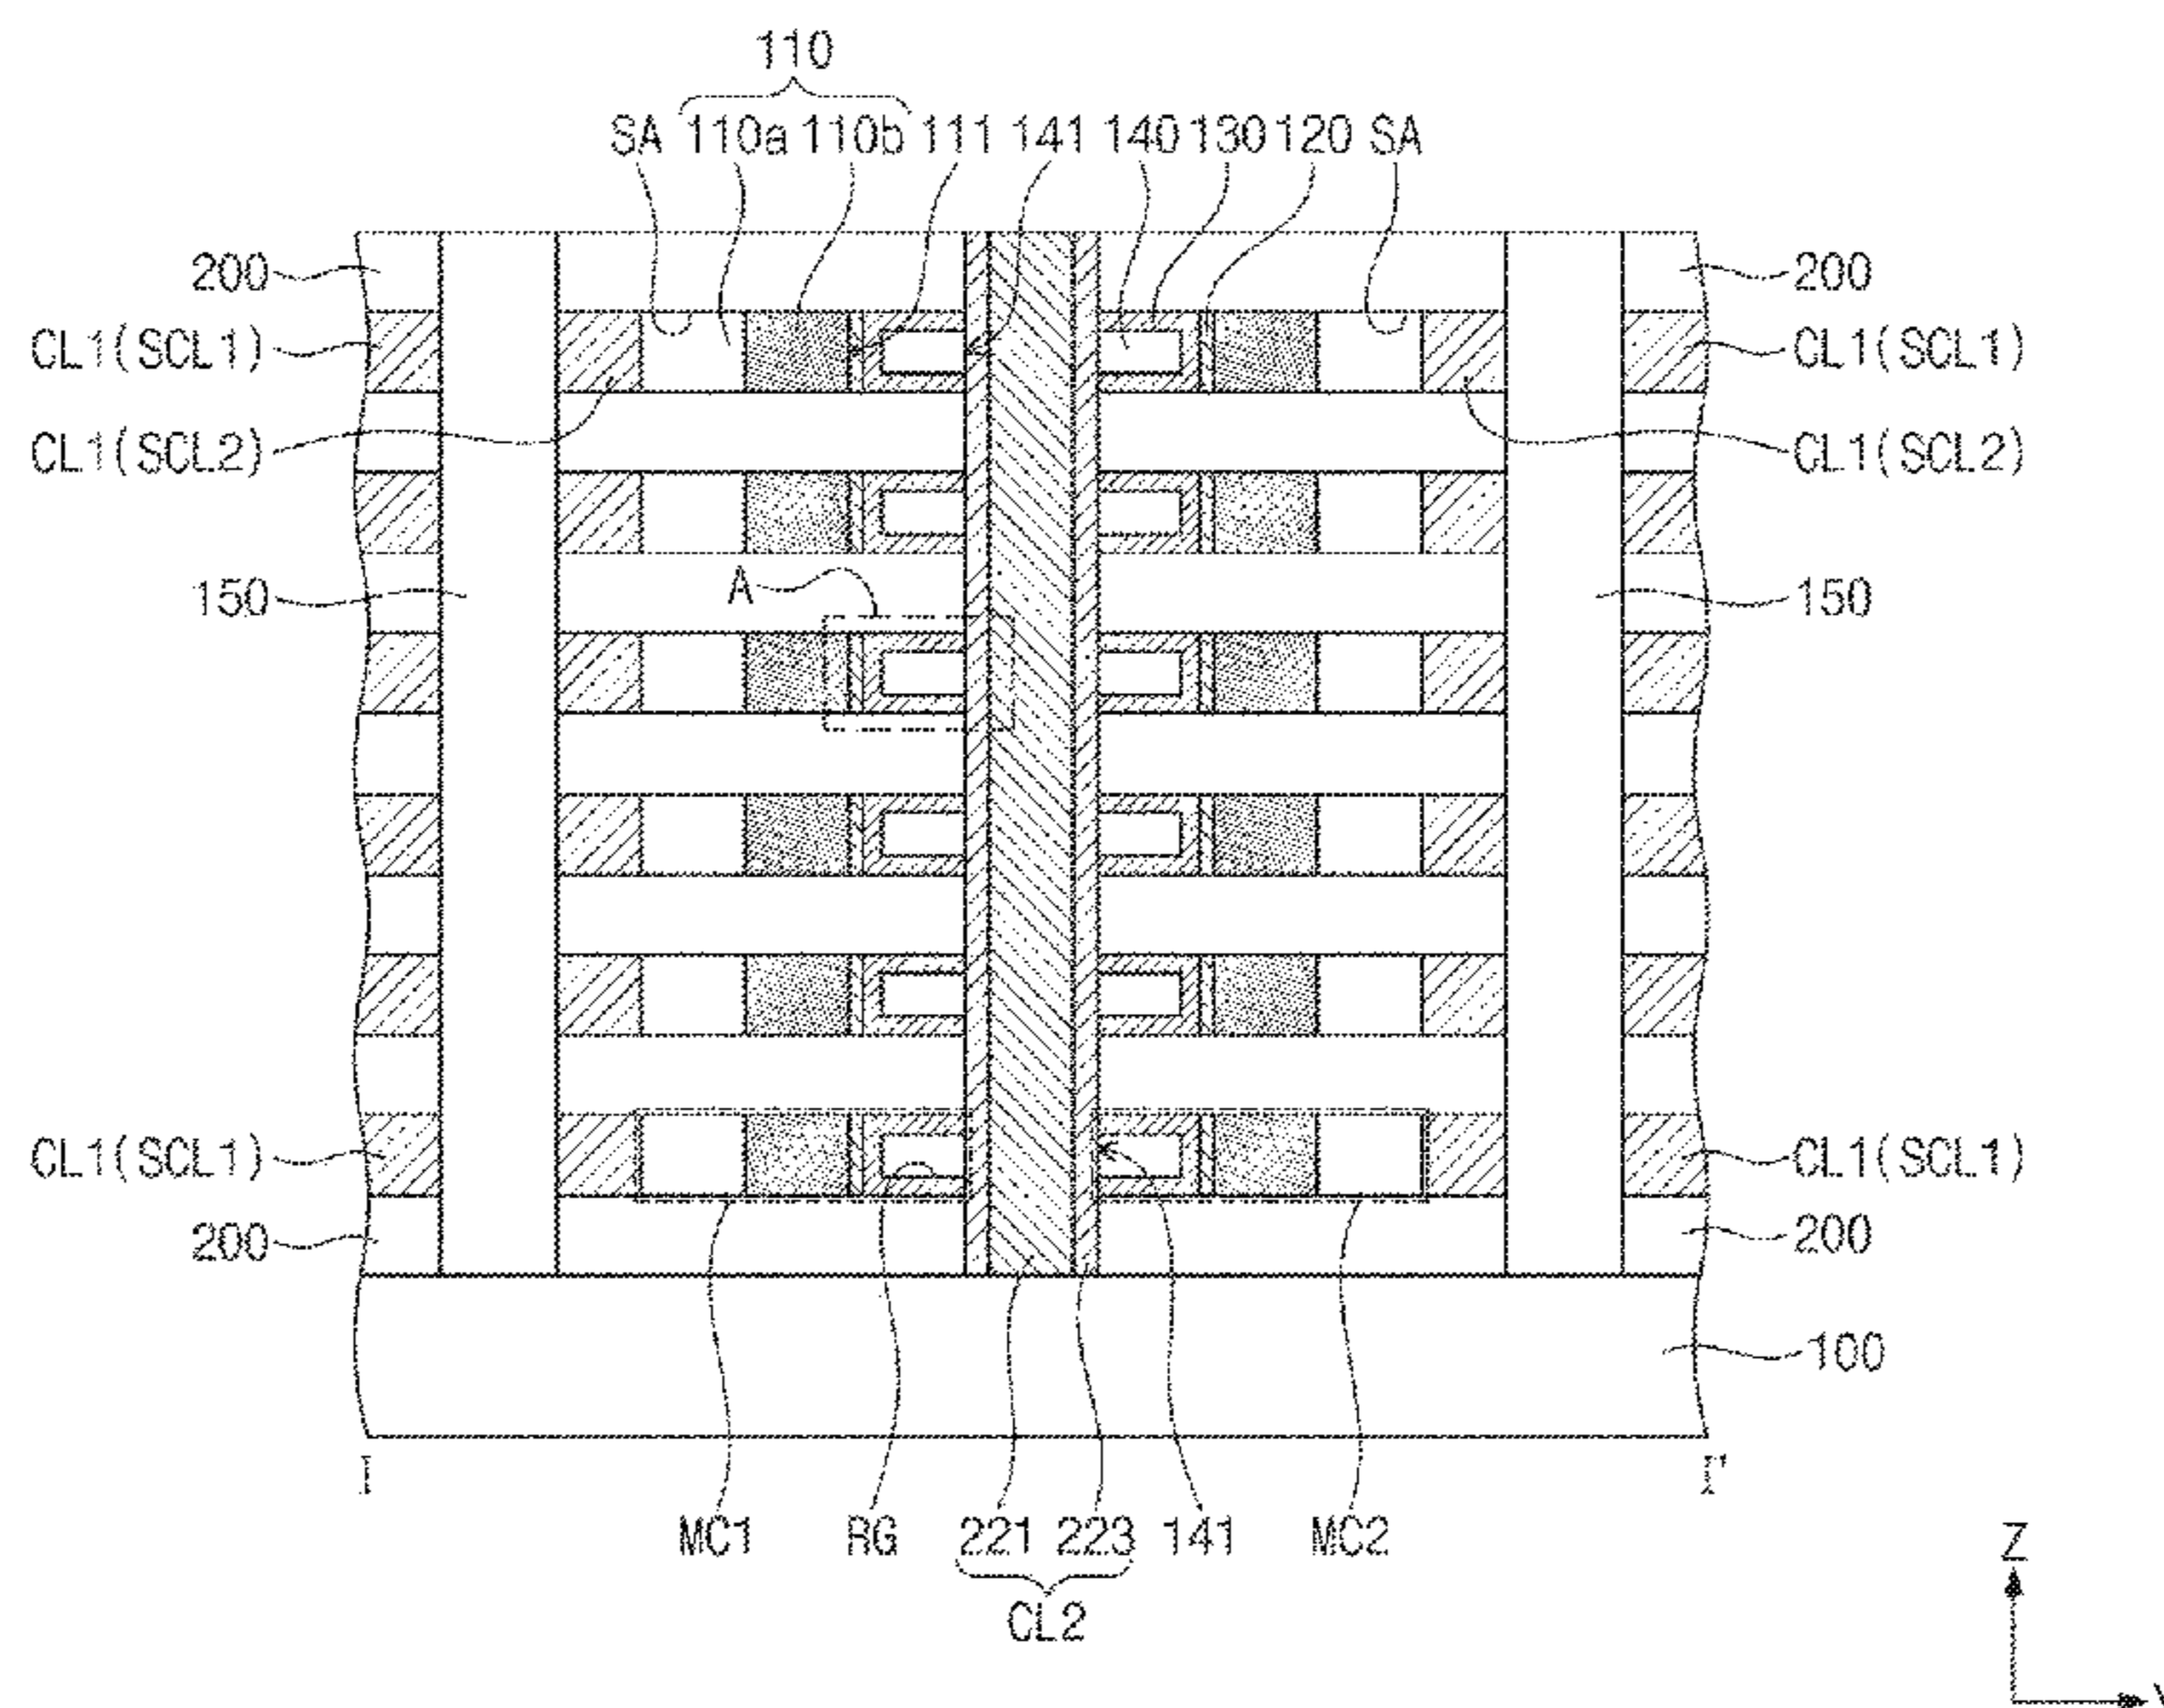 110
SA 110a 110b 111 141 140 130 120 SA
200 200
CL1(SCL1) CL1(SCL1)
CL1(SCL2) CL1(SCL2)
A
150 150
CL1(SCL1) CL1(SCL1)
200 200
100
I I'
MC1 RG 221 223 141 MC2
CL2
Z
Y